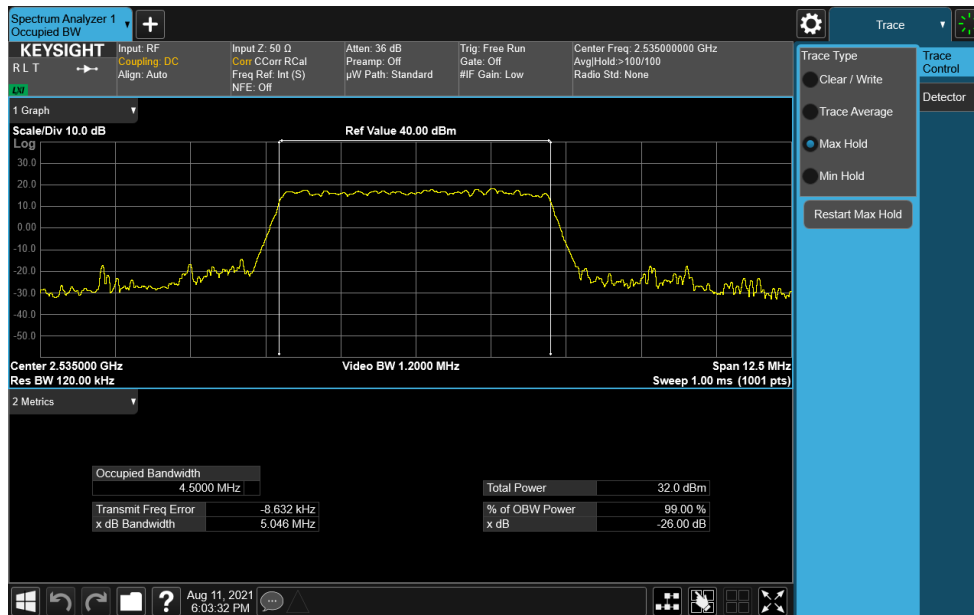 Spectrum Analyzer 1
Occupied BW
Trace
KEYSIGHT
R L T
LXI
Input: RF
Coupling: DC
Align: Auto
Input Z: 50 Ω
Corr CCorr RCal
Freq Ref: Int (S)
NFE: Off
Atten: 36 dB
Preamp: Off
µW Path: Standard
Trig: Free Run
Gate: Off
#IF Gain: Low
Center Freq: 2.535000000 GHz
Avg|Hold:>100/100
Radio Std: None
Trace Type
Clear / Write
Trace Average
Max Hold
Min Hold
Restart Max Hold
Trace Control
Detector
1 Graph
Scale/Div 10.0 dB
Ref Value 40.00 dBm
Log
30.0
20.0
10.0
0.00
-10.0
-20.0
-30.0
-40.0
-50.0
Center 2.535000 GHz
Video BW 1.2000 MHz
Span 12.5 MHz
Res BW 120.00 kHz
Sweep 1.00 ms (1001 pts)
2 Metrics
Occupied Bandwidth
4.5000 MHz
Transmit Freq Error -8.632 kHz
x dB Bandwidth 5.046 MHz
Total Power 32.0 dBm
% of OBW Power 99.00 %
x dB -26.00 dB
?
Aug 11, 2021
6:03:32 PM